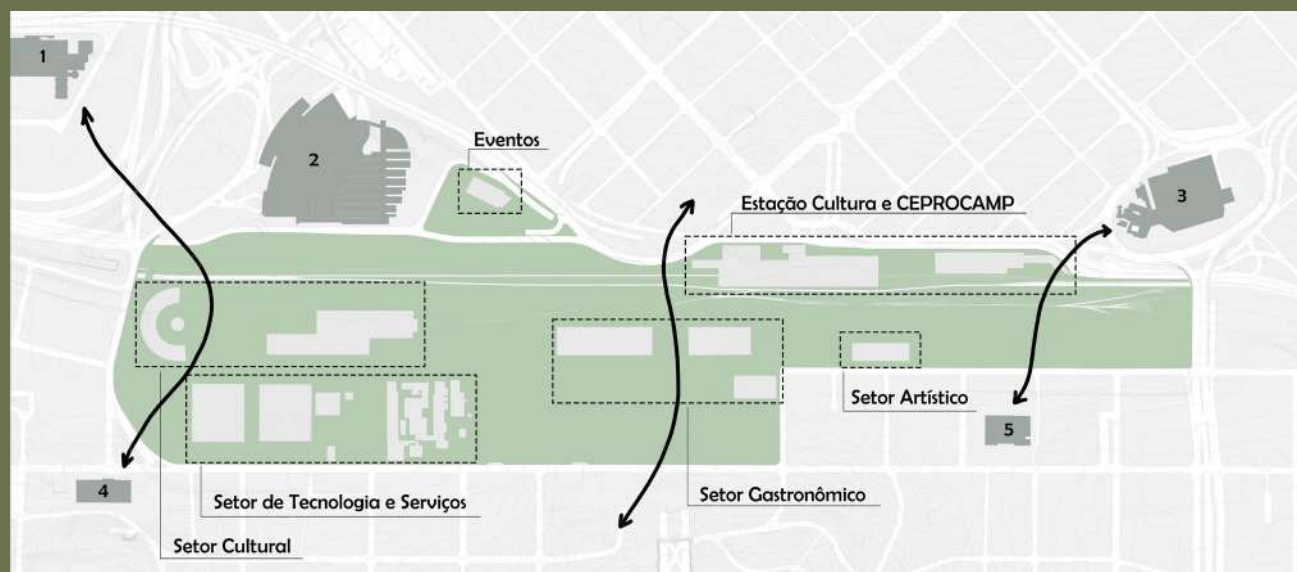 1
2
Eventos
3
Estação Cultura e CEPROCAMP
Setor Artístico
5
4
Setor de Tecnologia e Serviços
Setor Gastronômico
Setor Cultural